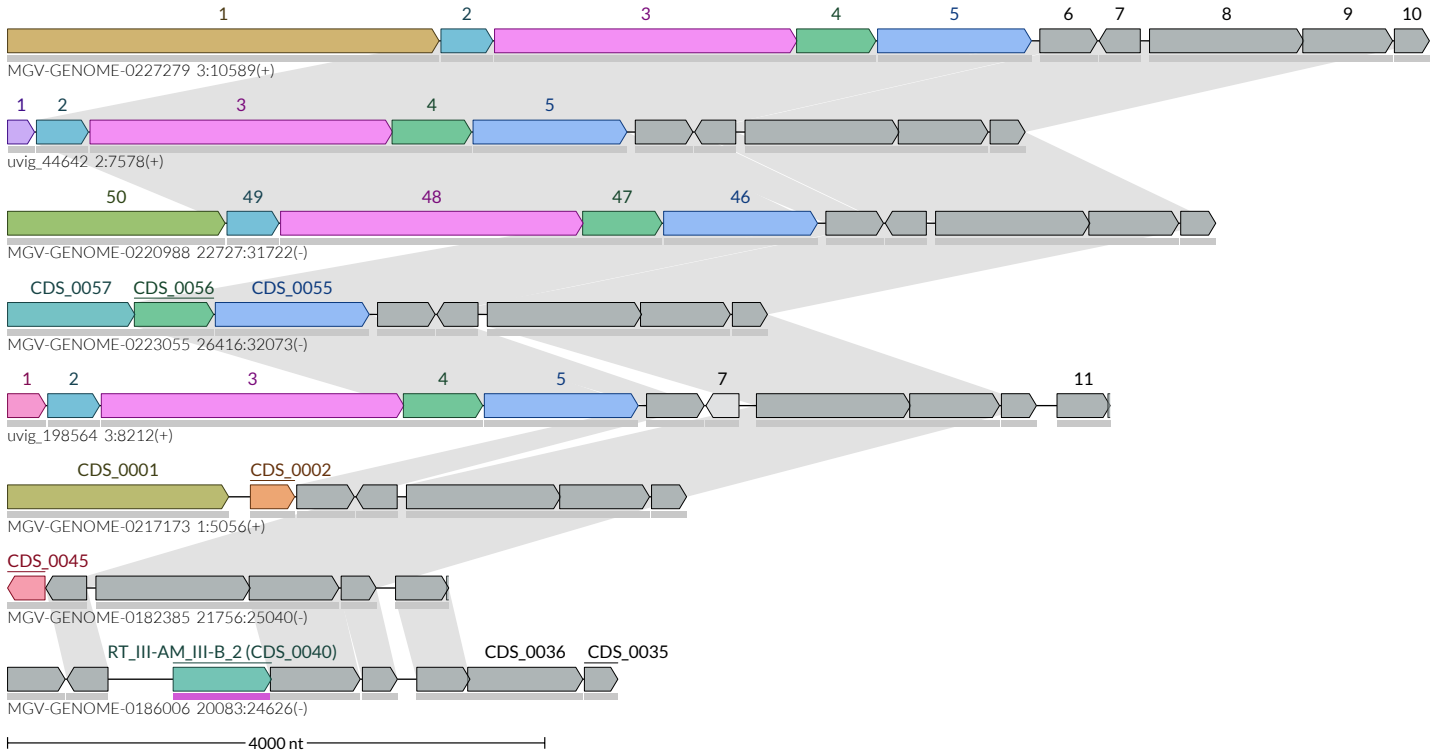 1 2 3 4 5 6 7 8 9 10
MGV-GENOME-0227279 3:10589(+)
1 2 3 4 5
uvig_44642 2:7578(+)
50 49 48 47 46
MGV-GENOME-0220988 22727:31722(-)
CDS_0057 CDS_0056 CDS_0055
MGV-GENOME-0223055 26416:32073(-)
1 2 3 4 5 7 11
uvig_198564 3:8212(+)
CDS_0001 CDS_0002
MGV-GENOME-0217173 1:5056(+)
CDS_0045
MGV-GENOME-0182385 21756:25040(-)
RT_III-AM_III-B_2 (CDS_0040) CDS_0036 CDS_0035
MGV-GENOME-0186006 20083:24626(-)
4000 nt